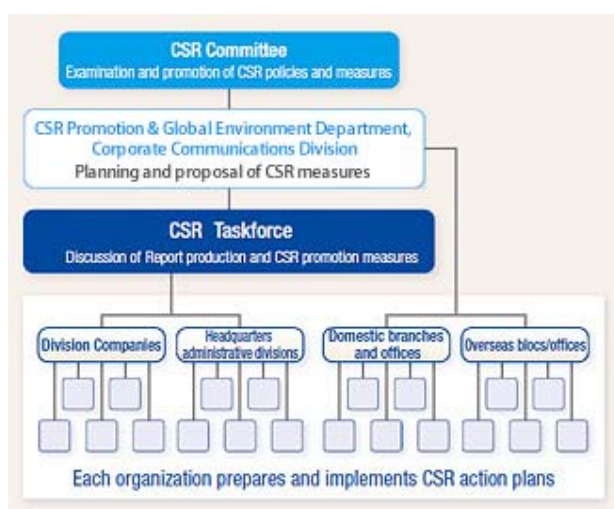 CSR Committee
Examination and promotion of CSR policies and measures
CSR Promotion & Global Environment Department,
Corporate Communications Division
Planning and proposal of CSR measures
CSR Taskforce
Discussion of Report production and CSR promotion measures
Division Companies
Headquarters
administrative divisions
Domestic branches
and offices
Overseas blocs/offices
Each organization prepares and implements CSR action plans